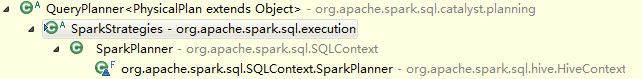 QueryPlanner<PhysicalPlan extends Object> - org.apache.spark.sql.catalyst.planning
SparkStrategies - org.apache.spark.sql.execution
SparkPlanner - org.apache.spark.sql.SQLContext
org.apache.spark.sql.SQLContext.SparkPlanner - org.apache.spark.sql.hive.HiveContext